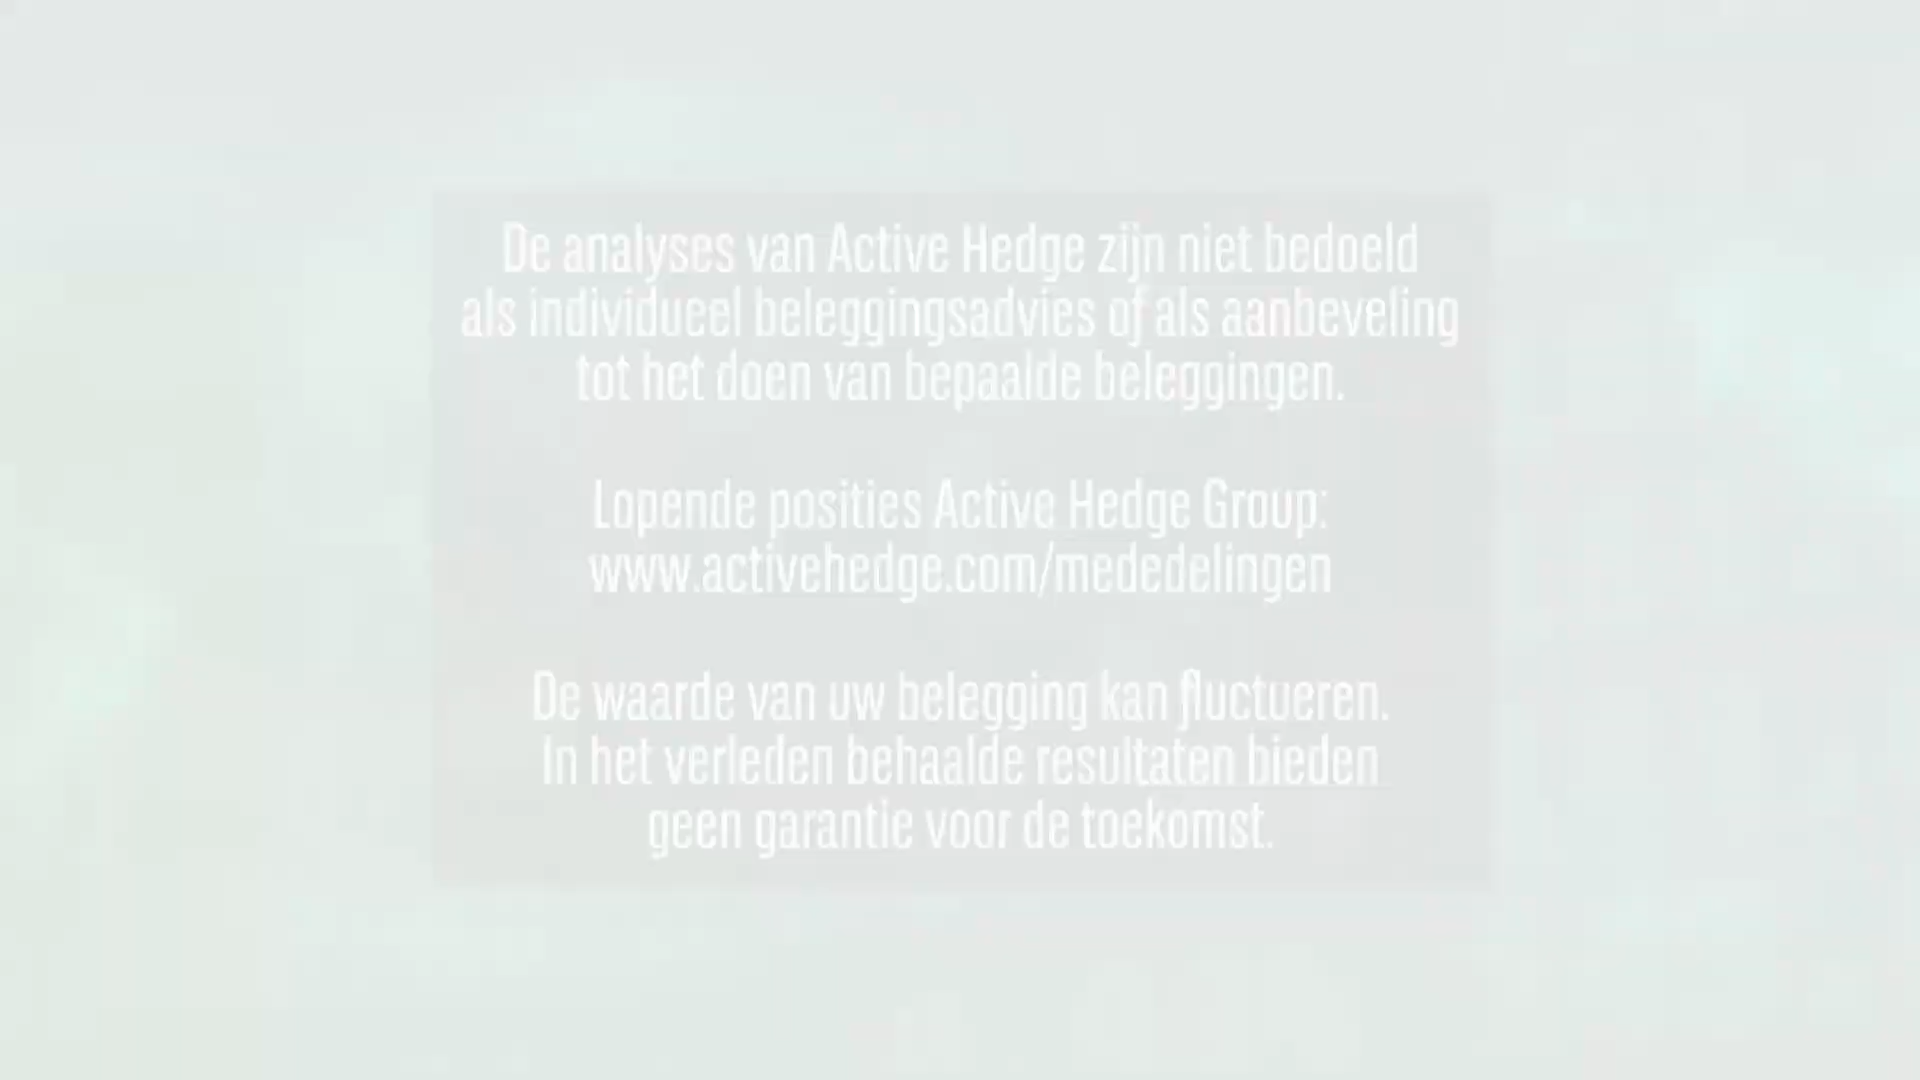 De analyses van Active Hedge zijn niet bedoeld
als individueel beleggingsadvies of als aanbeveling
tot het doen van bepaalde beleggingen.
Lopende posities Active Hedge Group:
www.activehedge.com/mededelingen
De waarde van uw belegging kan fluctueren.
In het verleden behaalde resultaten bieden
geen garantie voor de toekomst.